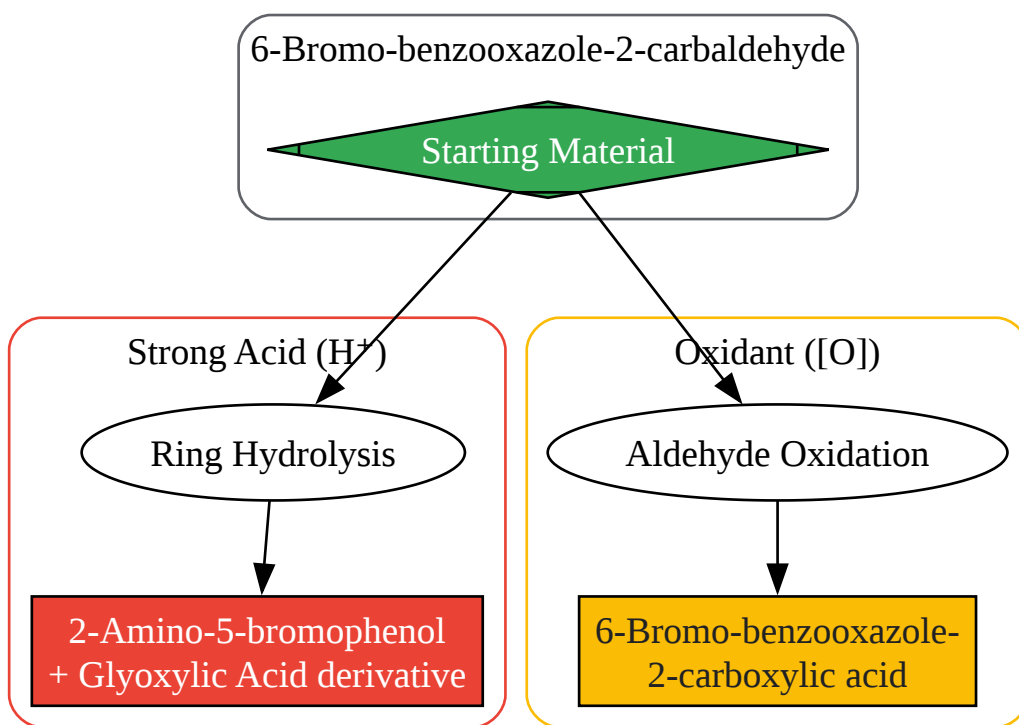 6-Bromo-benzooxazole-2-carbaldehyde
Starting Material
Strong Acid (H⁺)
Ring Hydrolysis
2-Amino-5-bromophenol
+ Glyoxylic Acid derivative
Oxidant ([O])
Aldehyde Oxidation
6-Bromo-benzooxazole-
2-carboxylic acid